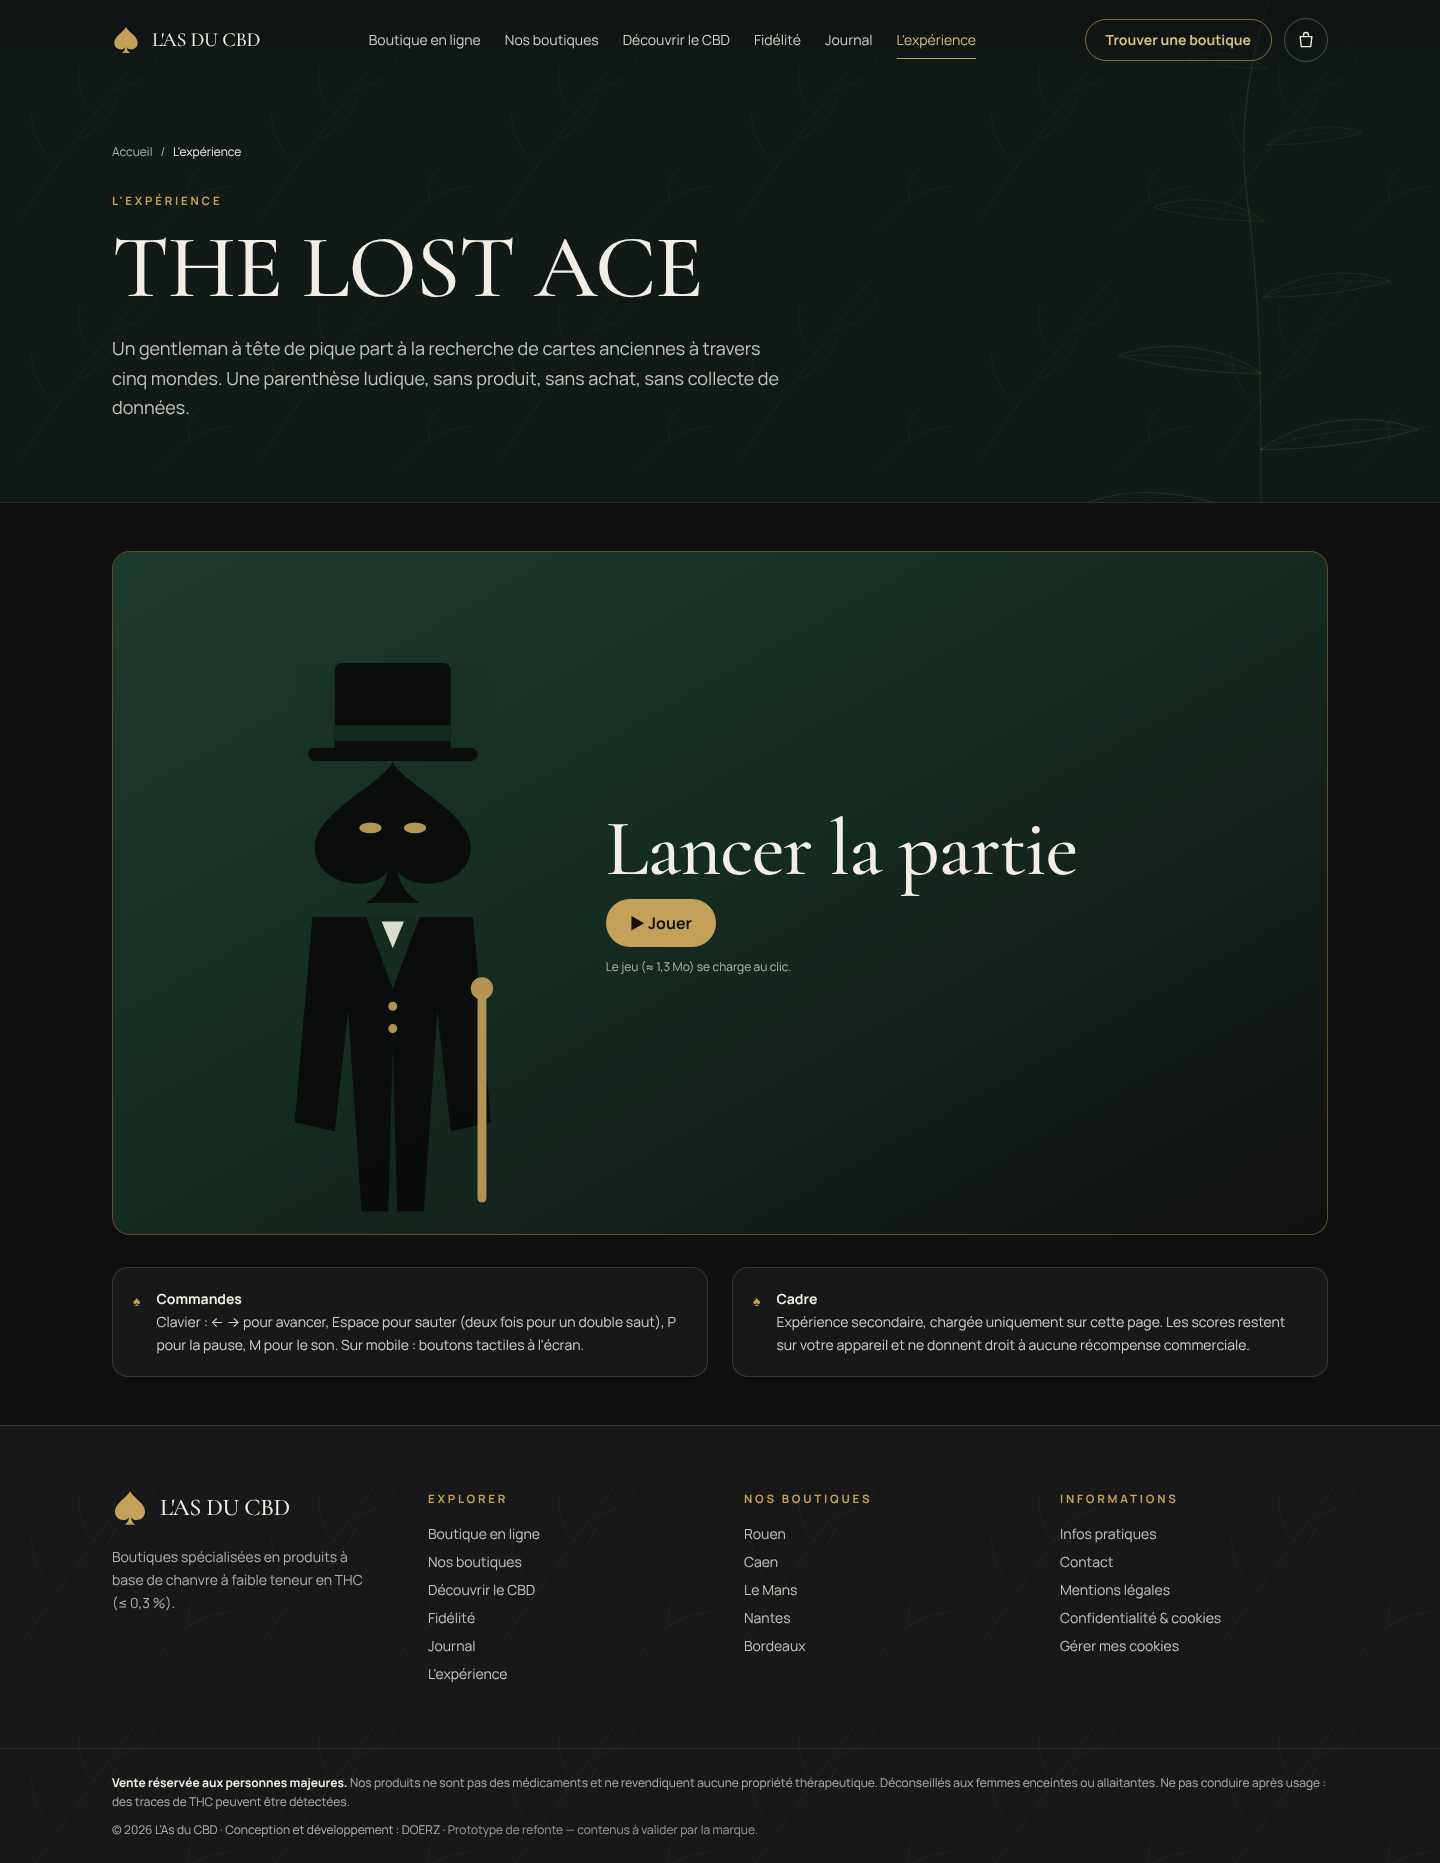 L'AS DU CBD
Boutique en ligne
Nos boutiques
Découvrir le CBD
Fidélité
Journal
L'expérience
Trouver une boutique
Accueil / L'expérience
L'EXPÉRIENCE
THE LOST ACE
Un gentleman à tête de pique part à la recherche de cartes anciennes à travers
cinq mondes. Une parenthèse ludique, sans produit, sans achat, sans collecte de
données.
Lancer la partie
▶ Jouer
Le jeu (≈ 1,3 Mo) se charge au clic.
♠ Commandes
Clavier : ← → pour avancer, Espace pour sauter (deux fois pour un double saut), P
pour la pause, M pour le son. Sur mobile : boutons tactiles à l'écran.
♠ Cadre
Expérience secondaire, chargée uniquement sur cette page. Les scores restent
sur votre appareil et ne donnent droit à aucune récompense commerciale.
L'AS DU CBD
Boutiques spécialisées en produits à
base de chanvre à faible teneur en THC
(≤ 0,3 %).
EXPLORER
Boutique en ligne
Nos boutiques
Découvrir le CBD
Fidélité
Journal
L'expérience
NOS BOUTIQUES
Rouen
Caen
Le Mans
Nantes
Bordeaux
INFORMATIONS
Infos pratiques
Contact
Mentions légales
Confidentialité & cookies
Gérer mes cookies
Vente réservée aux personnes majeures. Nos produits ne sont pas des médicaments et ne revendiquent aucune propriété thérapeutique. Déconseillés aux femmes enceintes ou allaitantes. Ne pas conduire après usage :
des traces de THC peuvent être détectées.
© 2026 L'As du CBD · Conception et développement : DOERZ · Prototype de refonte — contenus à valider par la marque.